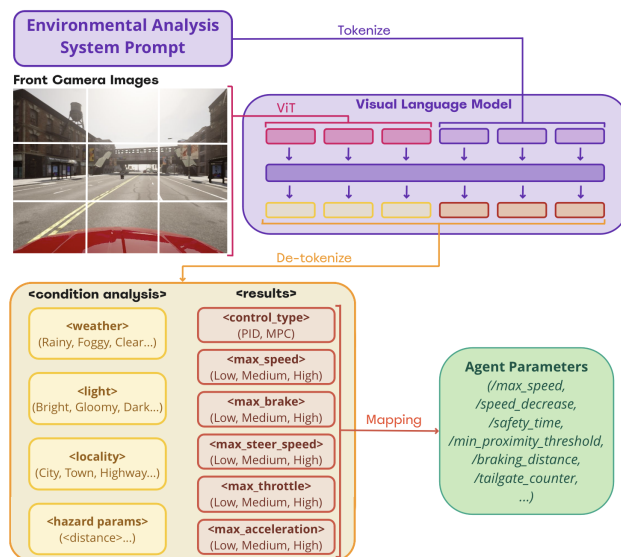 Environmental Analysis
System Prompt
Tokenize
Front Camera Images
ViT
Visual Language Model
De-tokenize
<condition analysis>
<weather>
(Rainy, Foggy, Clear...)
<light>
(Bright, Gloomy, Dark...)
<locality>
(City, Town, Highway...)
<hazard params>
(<distance>...)
<results>
<control_type>
(PID, MPC)
<max_speed>
(Low, Medium, High)
<max_brake>
(Low, Medium, High)
<max_steer_speed>
(Low, Medium, High)
<max_throttle>
(Low, Medium, High)
<max_acceleration>
(Low, Medium, High)
Mapping
Agent Parameters
(/max_speed,
/speed_decrease,
/safety_time,
/min_proximity_threshold,
/braking_distance,
/tailgate_counter,
...)